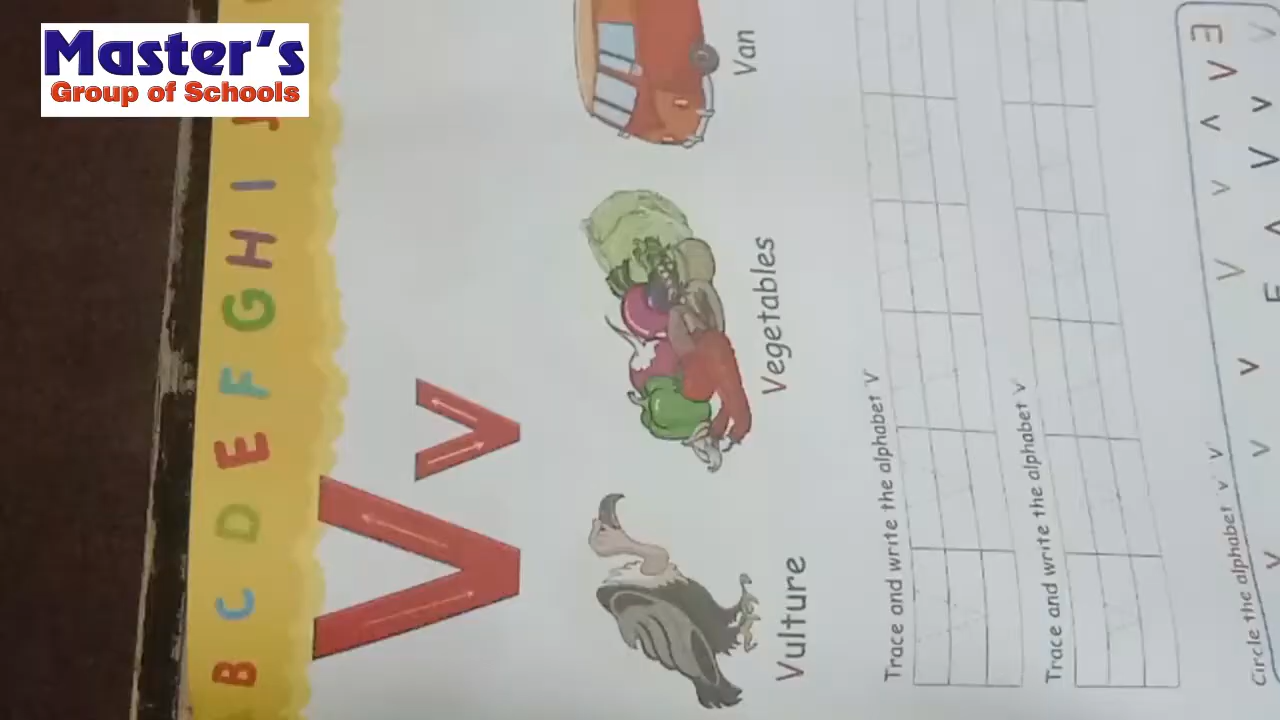 Master's
Group of Schools
B C D E F G H I J
V v
Vulture
Vegetables
Van
Trace and write the alphabet 'V'
Trace and write the alphabet 'v'
Circle the alphabet 'v' 'V'